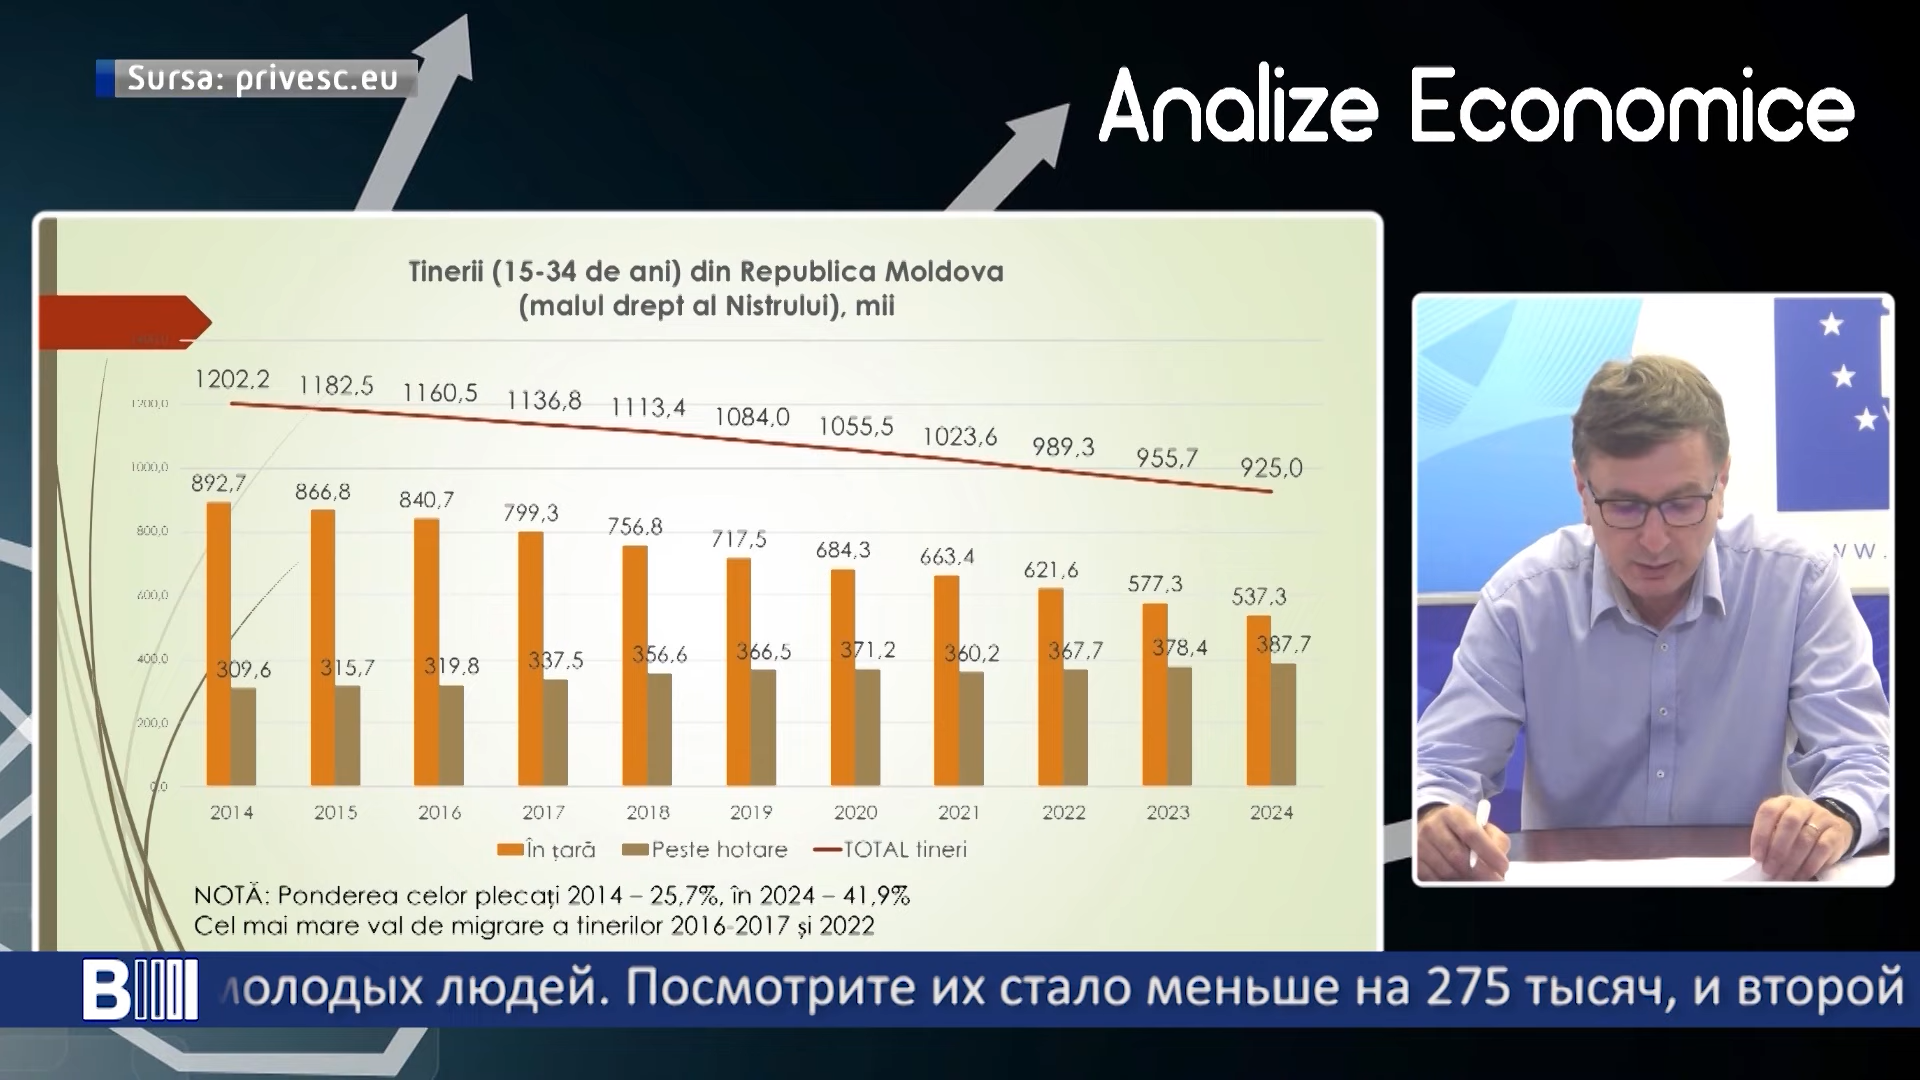 Sursa: privesc.eu
Analize Economice
Tinerii (15-34 de ani) din Republica Moldova
(malul drept al Nistrului), mii
1202,2 1182,5 1160,5 1136,8 1113,4 1084,0 1055,5 1023,6 989,3 955,7 925,0
1200,0
1000,0
892,7 866,8 840,7 799,3 756,8 717,5 684,3 663,4 621,6 577,3 537,3
800,0
600,0
400,0
309,6 315,7 319,8 337,5 356,6 366,5 371,2 360,2 367,7 378,4 387,7
200,0
0,0
2014 2015 2016 2017 2018 2019 2020 2021 2022 2023 2024
În țară Peste hotare TOTAL tineri
NOTĂ: Ponderea celor plecați 2014 – 25,7%, în 2024 – 41,9%
Cel mai mare val de migrare a tinerilor 2016-2017 și 2022
www.
B молодых людей. Посмотрите их стало меньше на 275 тысяч, и второй